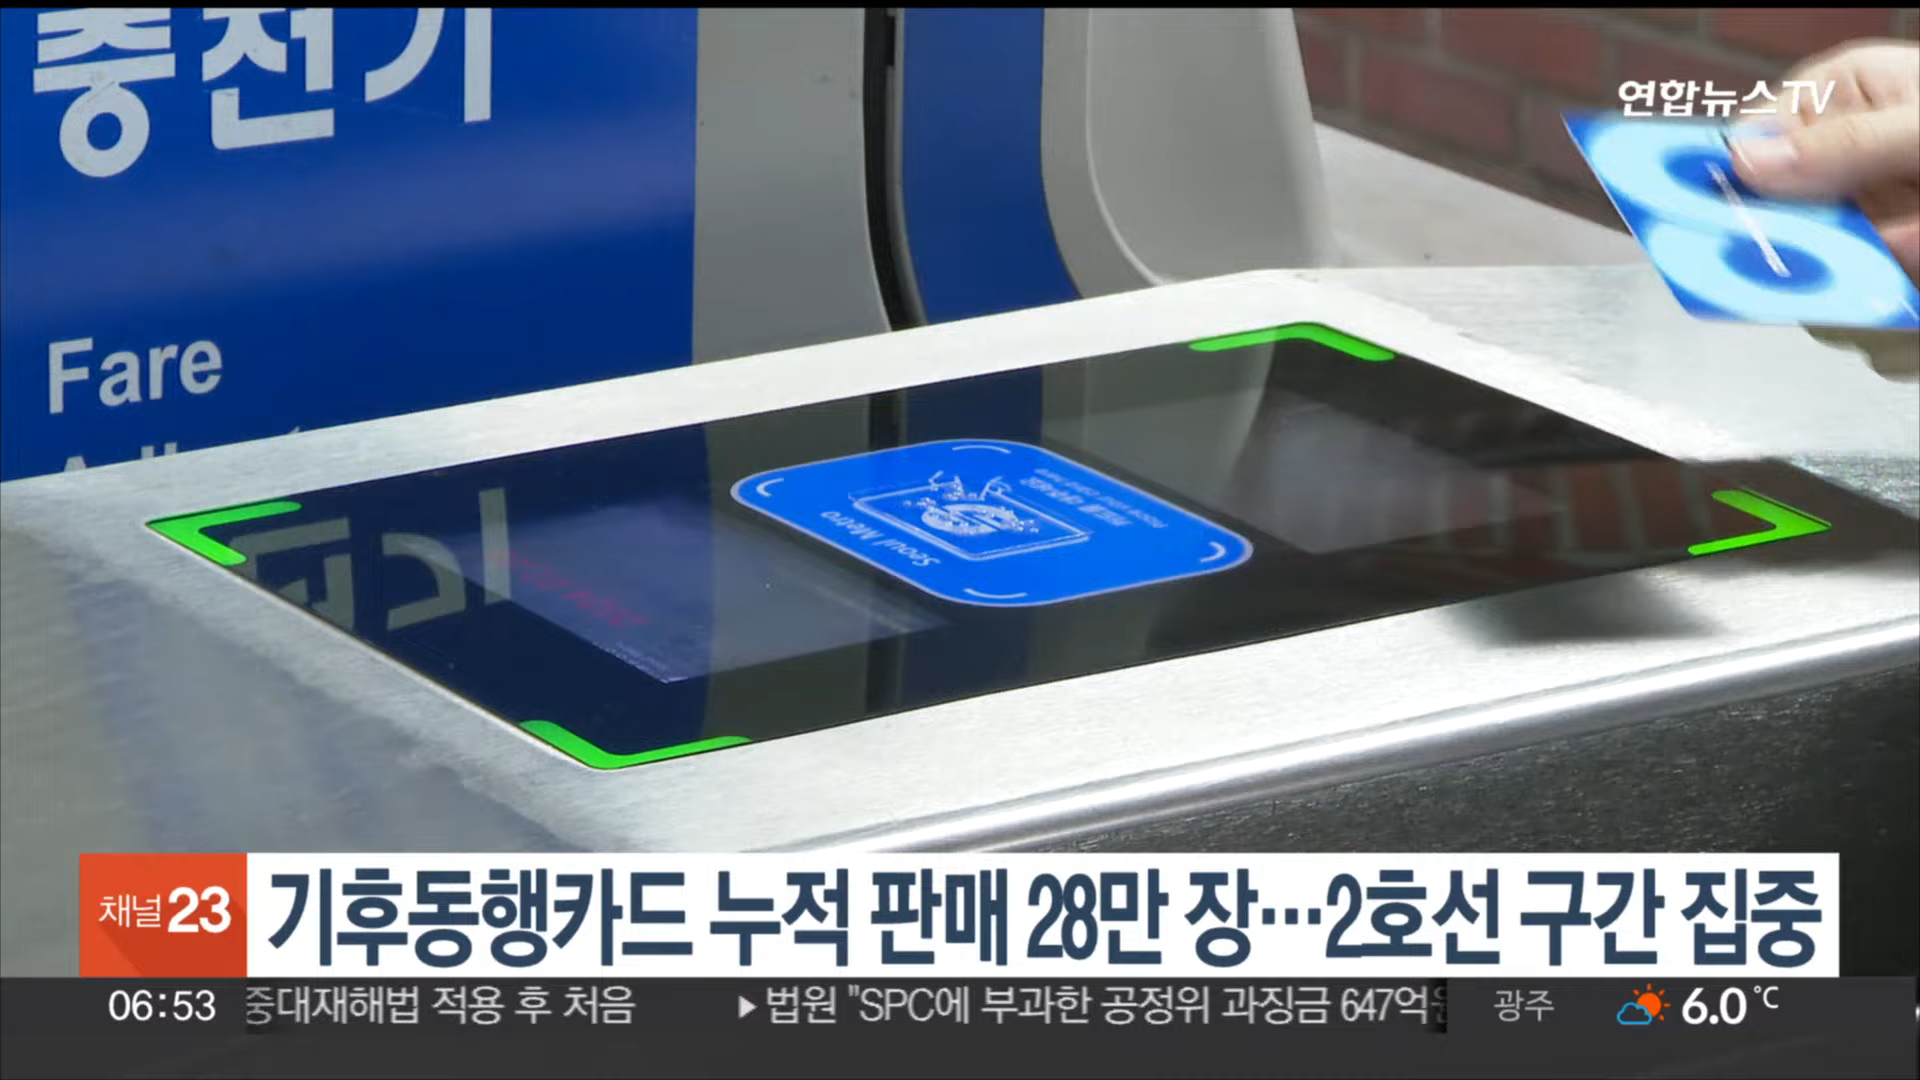 충전기
연합뉴스TV
Fare
Seoul Metro
채널23
기후동행카드 누적 판매 28만 장…2호선 구간 집중
06:53 중대재해법 적용 후 처음 ▶법원 "SPC에 부과한 공정위 과징금 647억 광주 6.0℃